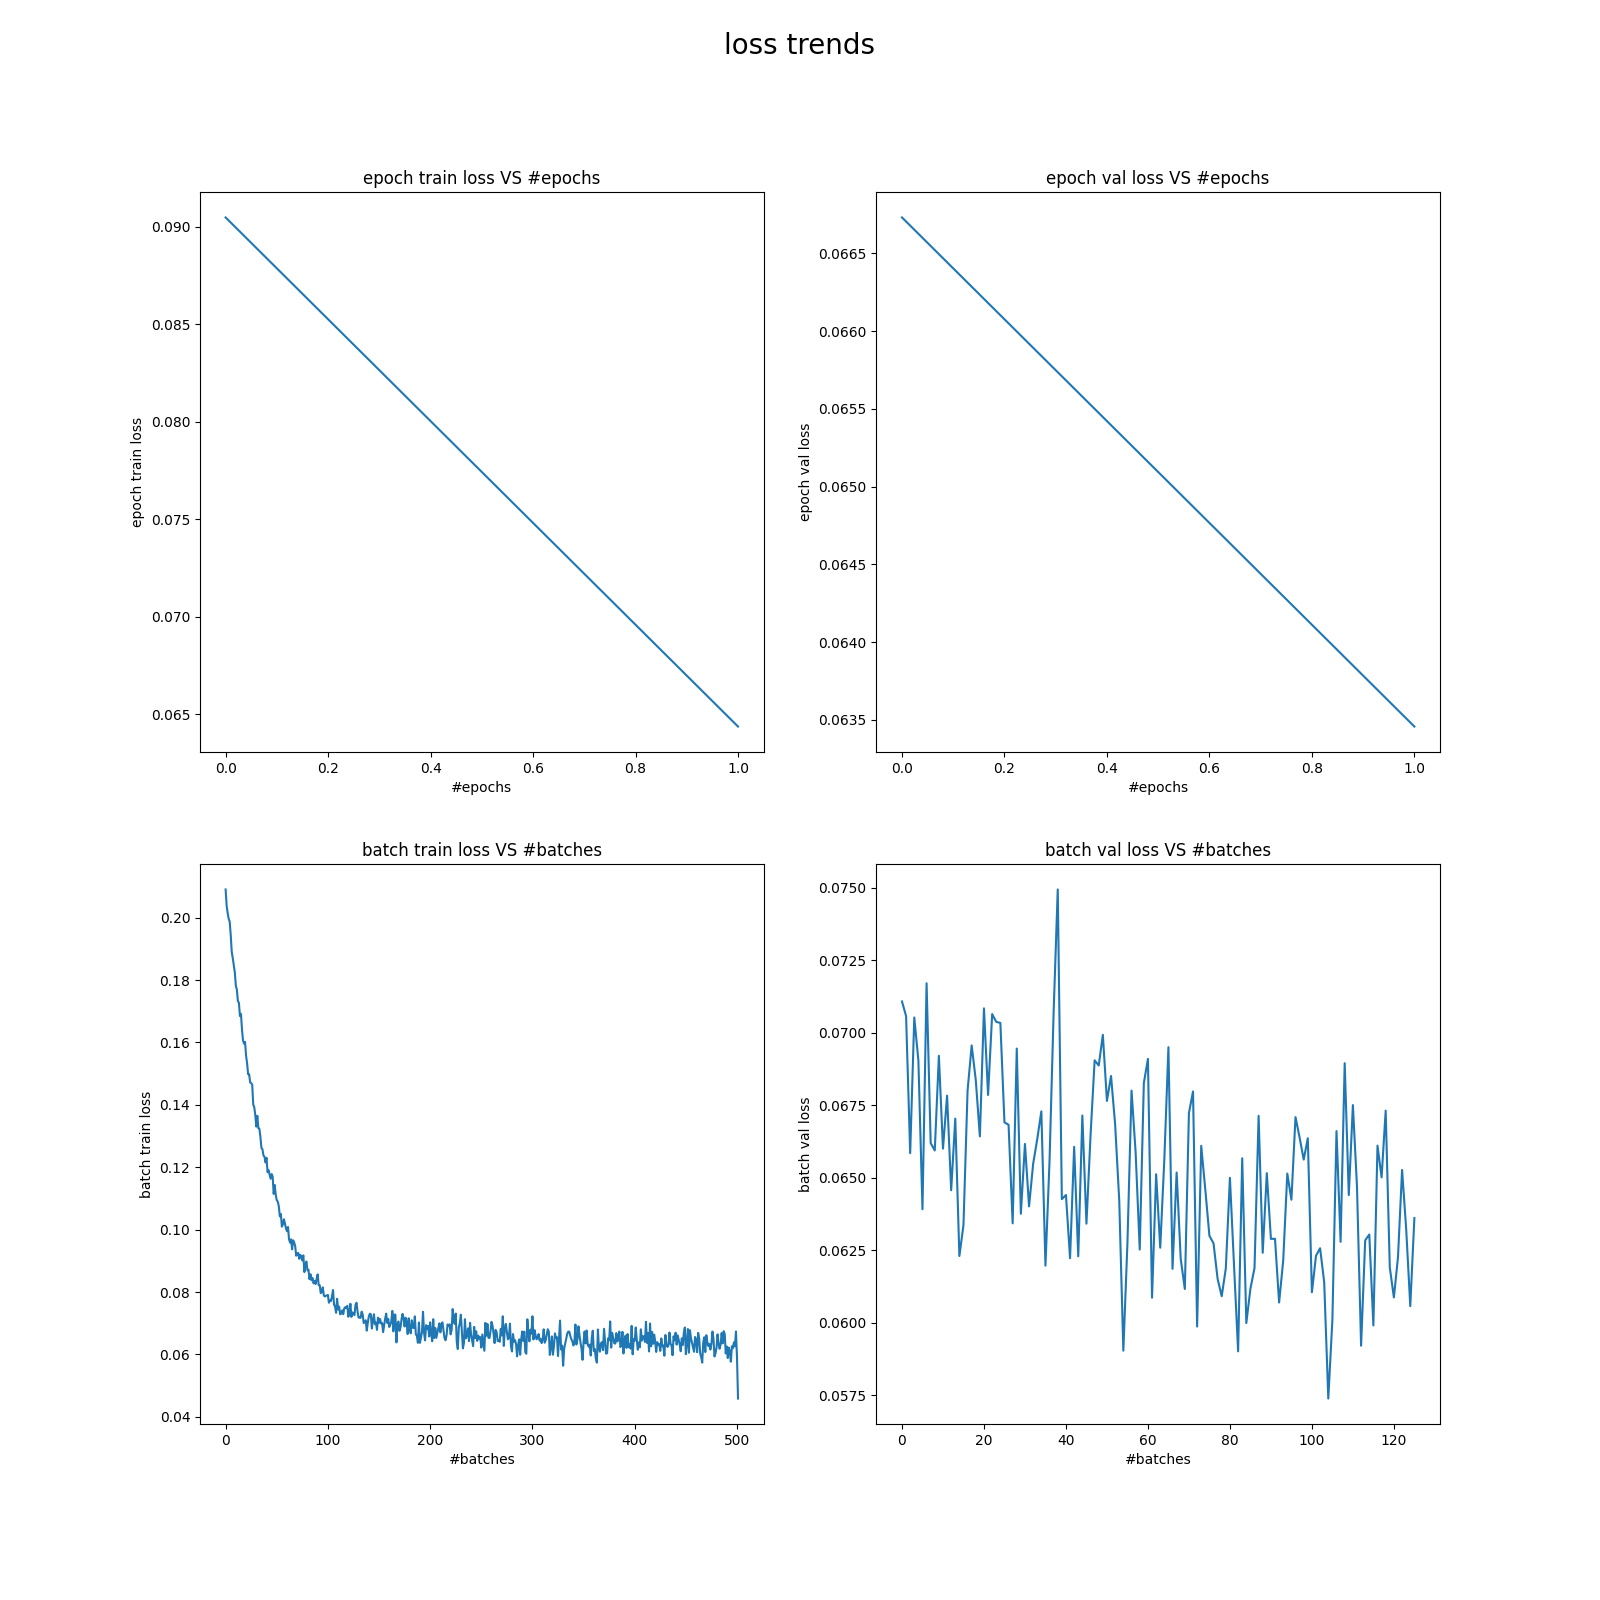 loss trends
epoch train loss VS #epochs
epoch train loss
0.090
0.085
0.080
0.075
0.070
0.065
0.0 0.2 0.4 0.6 0.8 1.0
#epochs
epoch val loss VS #epochs
epoch val loss
0.0665
0.0660
0.0655
0.0650
0.0645
0.0640
0.0635
0.0 0.2 0.4 0.6 0.8 1.0
#epochs
batch train loss VS #batches
batch train loss
0.20
0.18
0.16
0.14
0.12
0.10
0.08
0.06
0.04
0 100 200 300 400 500
#batches
batch val loss VS #batches
batch val loss
0.0750
0.0725
0.0700
0.0675
0.0650
0.0625
0.0600
0.0575
0 20 40 60 80 100 120
#batches